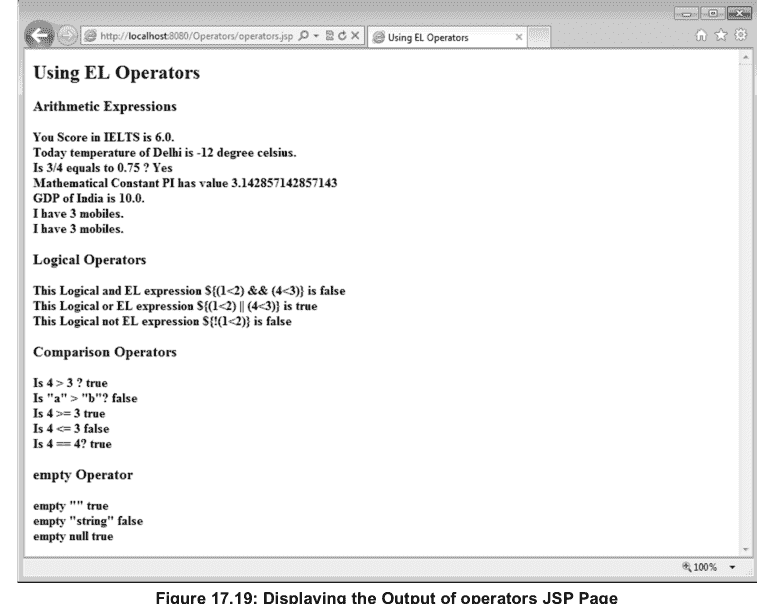 http://localhost:8080/Operators/operators.jsp
Using EL Operators
Using EL Operators
Arithmetic Expressions
You Score in IELTS is 6.0.
Today temperature of Delhi is -12 degree celsius.
Is 3/4 equals to 0.75 ? Yes
Mathematical Constant PI has value 3.142857142857143
GDP of India is 10.0.
I have 3 mobiles.
I have 3 mobiles.
Logical Operators
This Logical and EL expression ${(1<2) && (4<3)} is false
This Logical or EL expression ${(1<2) || (4<3)} is true
This Logical not EL expression ${!(1<2)} is false
Comparison Operators
Is 4 > 3 ? true
Is "a" > "b"? false
Is 4 >= 3 true
Is 4 <= 3 false
Is 4 == 4? true
empty Operator
empty "" true
empty "string" false
empty null true
100%
Figure 17.19: Displaying the Output of operators JSP Page